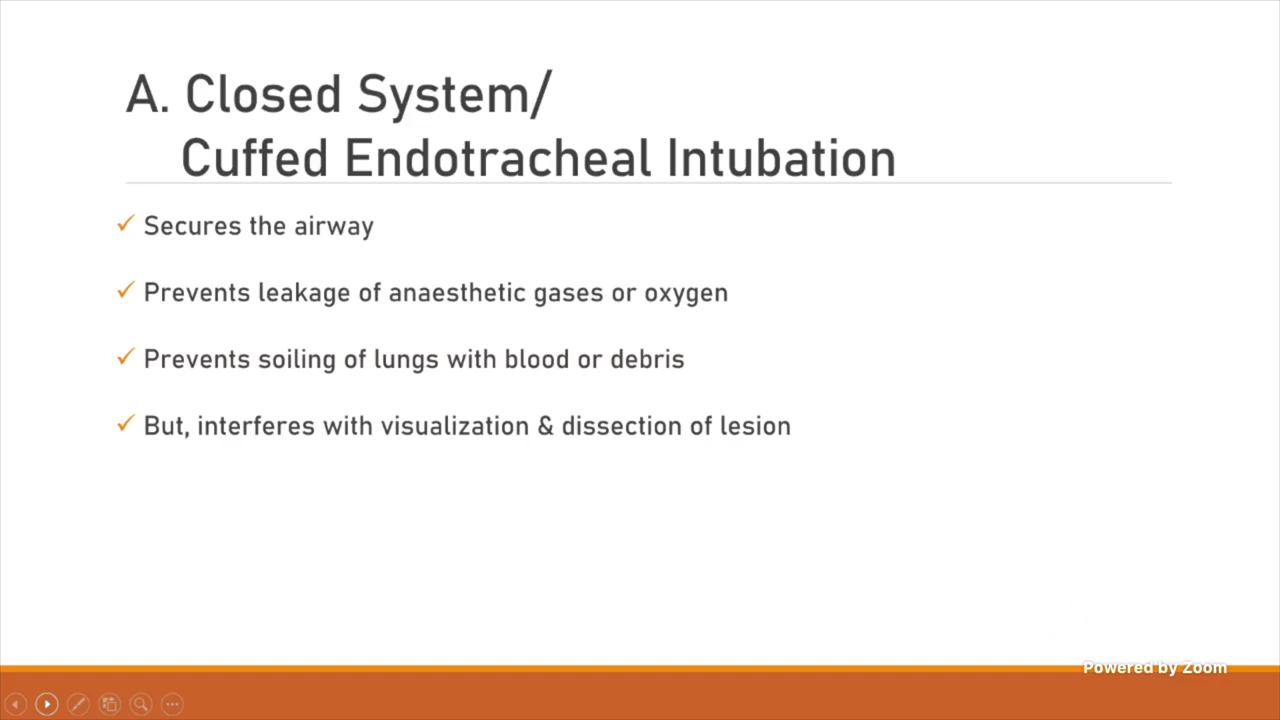 A. Closed System/
Cuffed Endotracheal Intubation
✓ Secures the airway
✓ Prevents leakage of anaesthetic gases or oxygen
✓ Prevents soiling of lungs with blood or debris
✓ But, interferes with visualization & dissection of lesion
Powered by Zoom